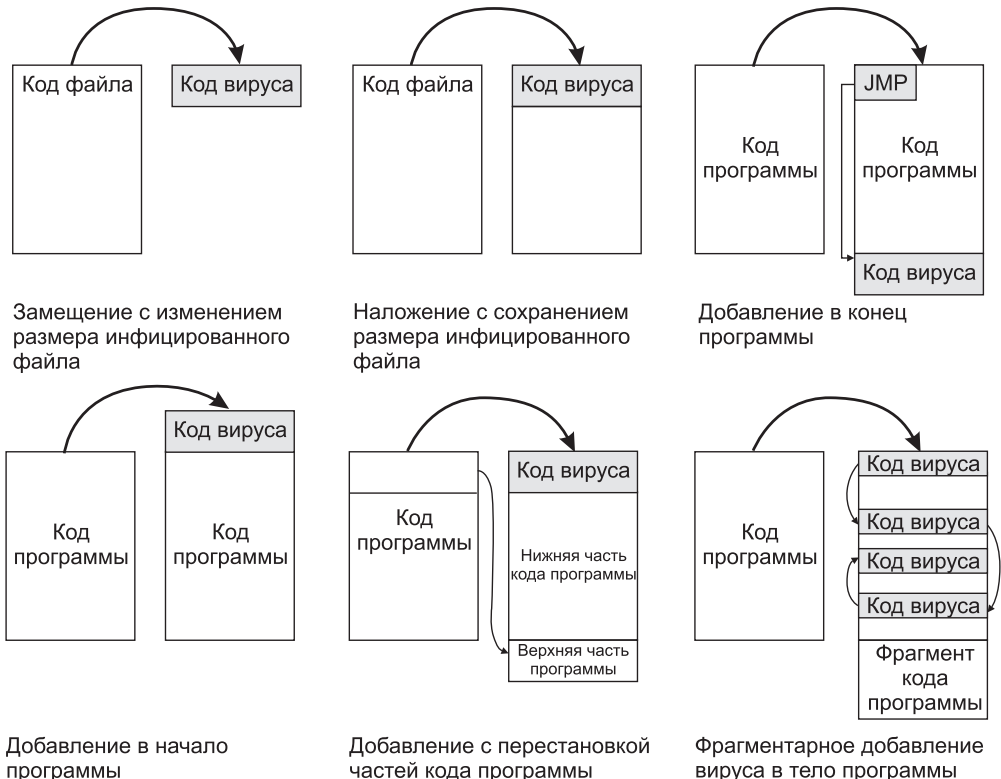 Код файла
Код вируса
Замещение с изменением
размера инфицированного
файла
Код файла
Код вируса
Наложение с сохранением
размера инфицированного
файла
Код
программы
JMP
Код
программы
Код вируса
Добавление в конец
программы
Код
программы
Код вируса
Код
программы
Добавление в начало
программы
Код
программы
Код вируса
Нижняя часть
кода программы
Верхняя часть
программы
Добавление с перестановкой
частей кода программы
Код
программы
Код вируса
Код вируса
Код вируса
Код вируса
Фрагмент
кода
программы
Фрагментарное добавление
вируса в тело программы